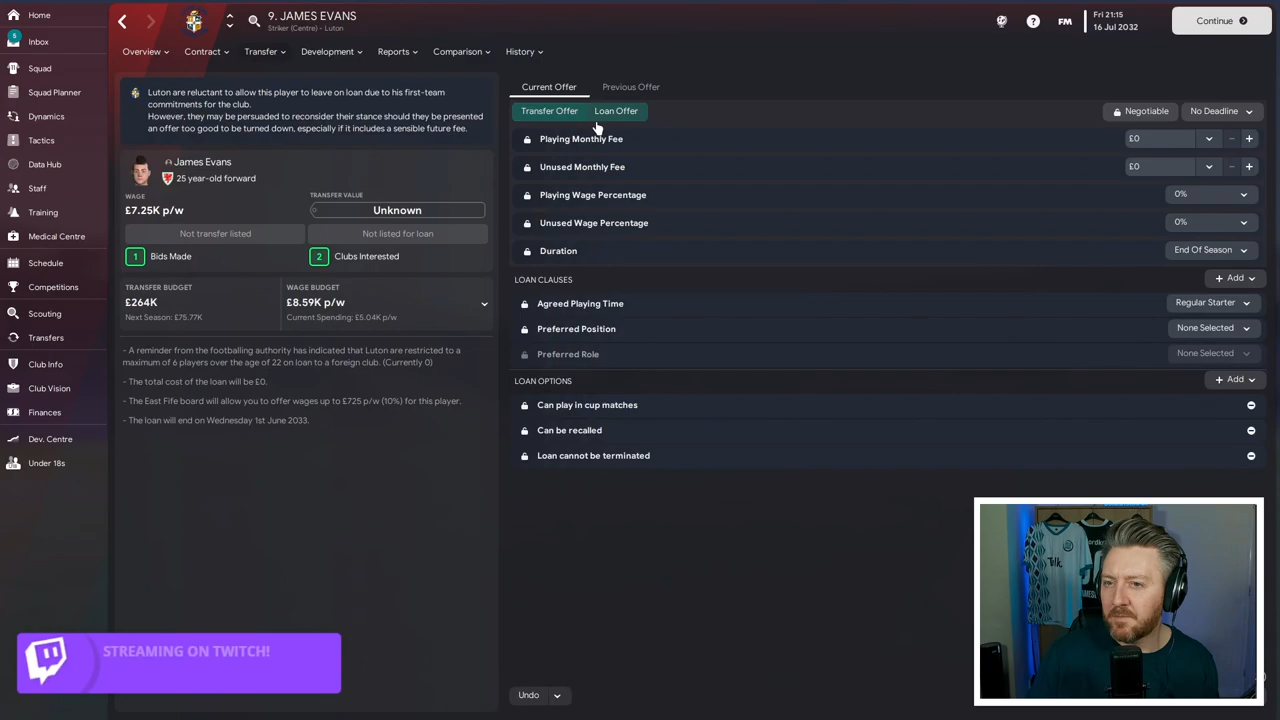 9. JAMES EVANS
Striker (Centre) - Luton
FM
Fri 21:15
16 Jul 2032
Continue
Home
5
Inbox
Squad
Squad Planner
Dynamics
Tactics
Data Hub
Staff
Training
Medical Centre
Schedule
Competitions
Scouting
Transfers
Club Info
Club Vision
Finances
Dev. Centre
Under 18s
Overview
Contract
Transfer
Development
Reports
Comparison
History
Luton are reluctant to allow this player to leave on loan due to his first-team
commitments for the club.
However, they may be persuaded to reconsider their stance should they be presented
an offer too good to be turned down, especially if it includes a sensible future fee.
James Evans
25 year-old forward
WAGE
£7.25K p/w
TRANSFER VALUE
Unknown
Not transfer listed
Not listed for loan
1 Bids Made
2 Clubs Interested
TRANSFER BUDGET
£264K
Next Season: £75.77K
WAGE BUDGET
£8.59K p/w
Current Spending: £5.04K p/w
- A reminder from the footballing authority has indicated that Luton are restricted to a
maximum of 6 players over the age of 22 on loan to a foreign club. (Currently 0)
- The total cost of the loan will be £0.
- The East Fife board will allow you to offer wages up to £725 p/w (10%) for this player.
- The loan will end on Wednesday 1st June 2033.
Current Offer
Previous Offer
Transfer Offer
Loan Offer
Negotiable
No Deadline
Playing Monthly Fee
£0
Unused Monthly Fee
£0
Playing Wage Percentage
0%
Unused Wage Percentage
0%
Duration
End Of Season
LOAN CLAUSES
+ Add
Agreed Playing Time
Regular Starter
Preferred Position
None Selected
Preferred Role
None Selected
LOAN OPTIONS
+ Add
Can play in cup matches
Can be recalled
Loan cannot be terminated
Undo
STREAMING ON TWITCH!
Talk.